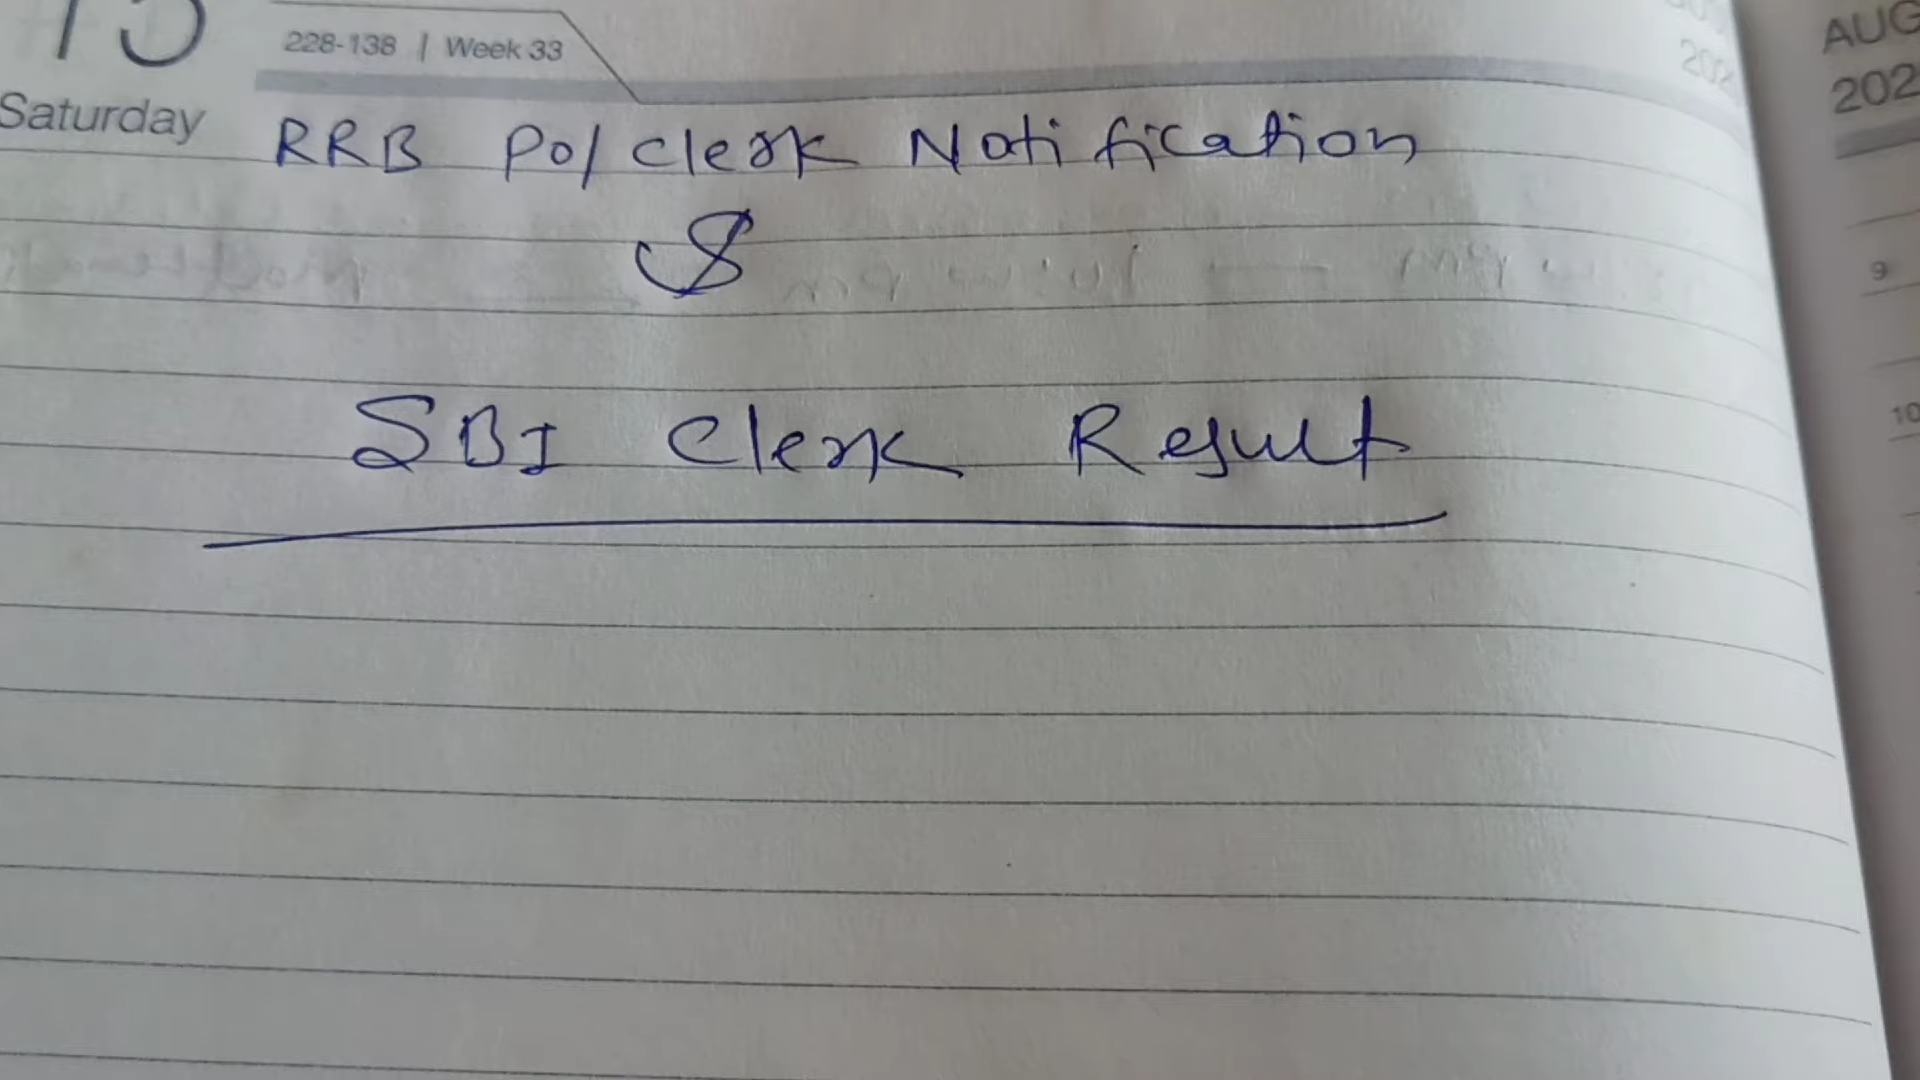 15
228-138 | Week 33
Saturday
RRB Po/Clerk Notification
&
SBI Clerk Result
AUG
202
9
10